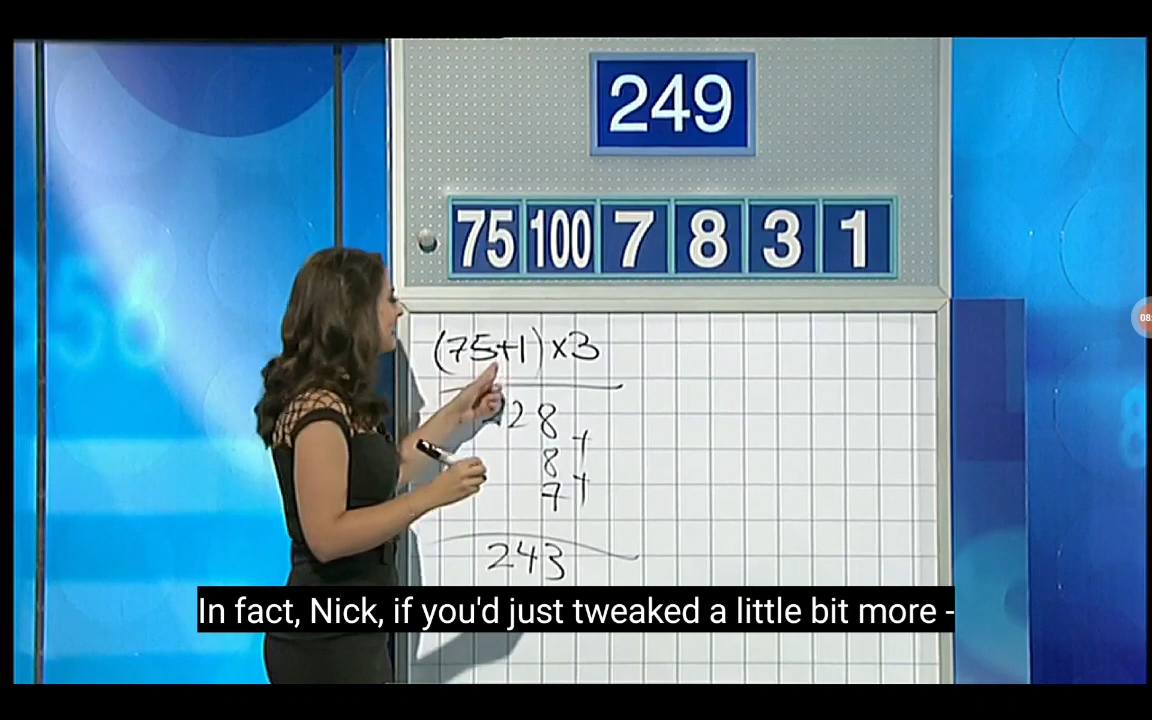 249
75 100 7 8 3 1
(75+1)x3
228
8 +
7 +
243
In fact, Nick, if you'd just tweaked a little bit more -